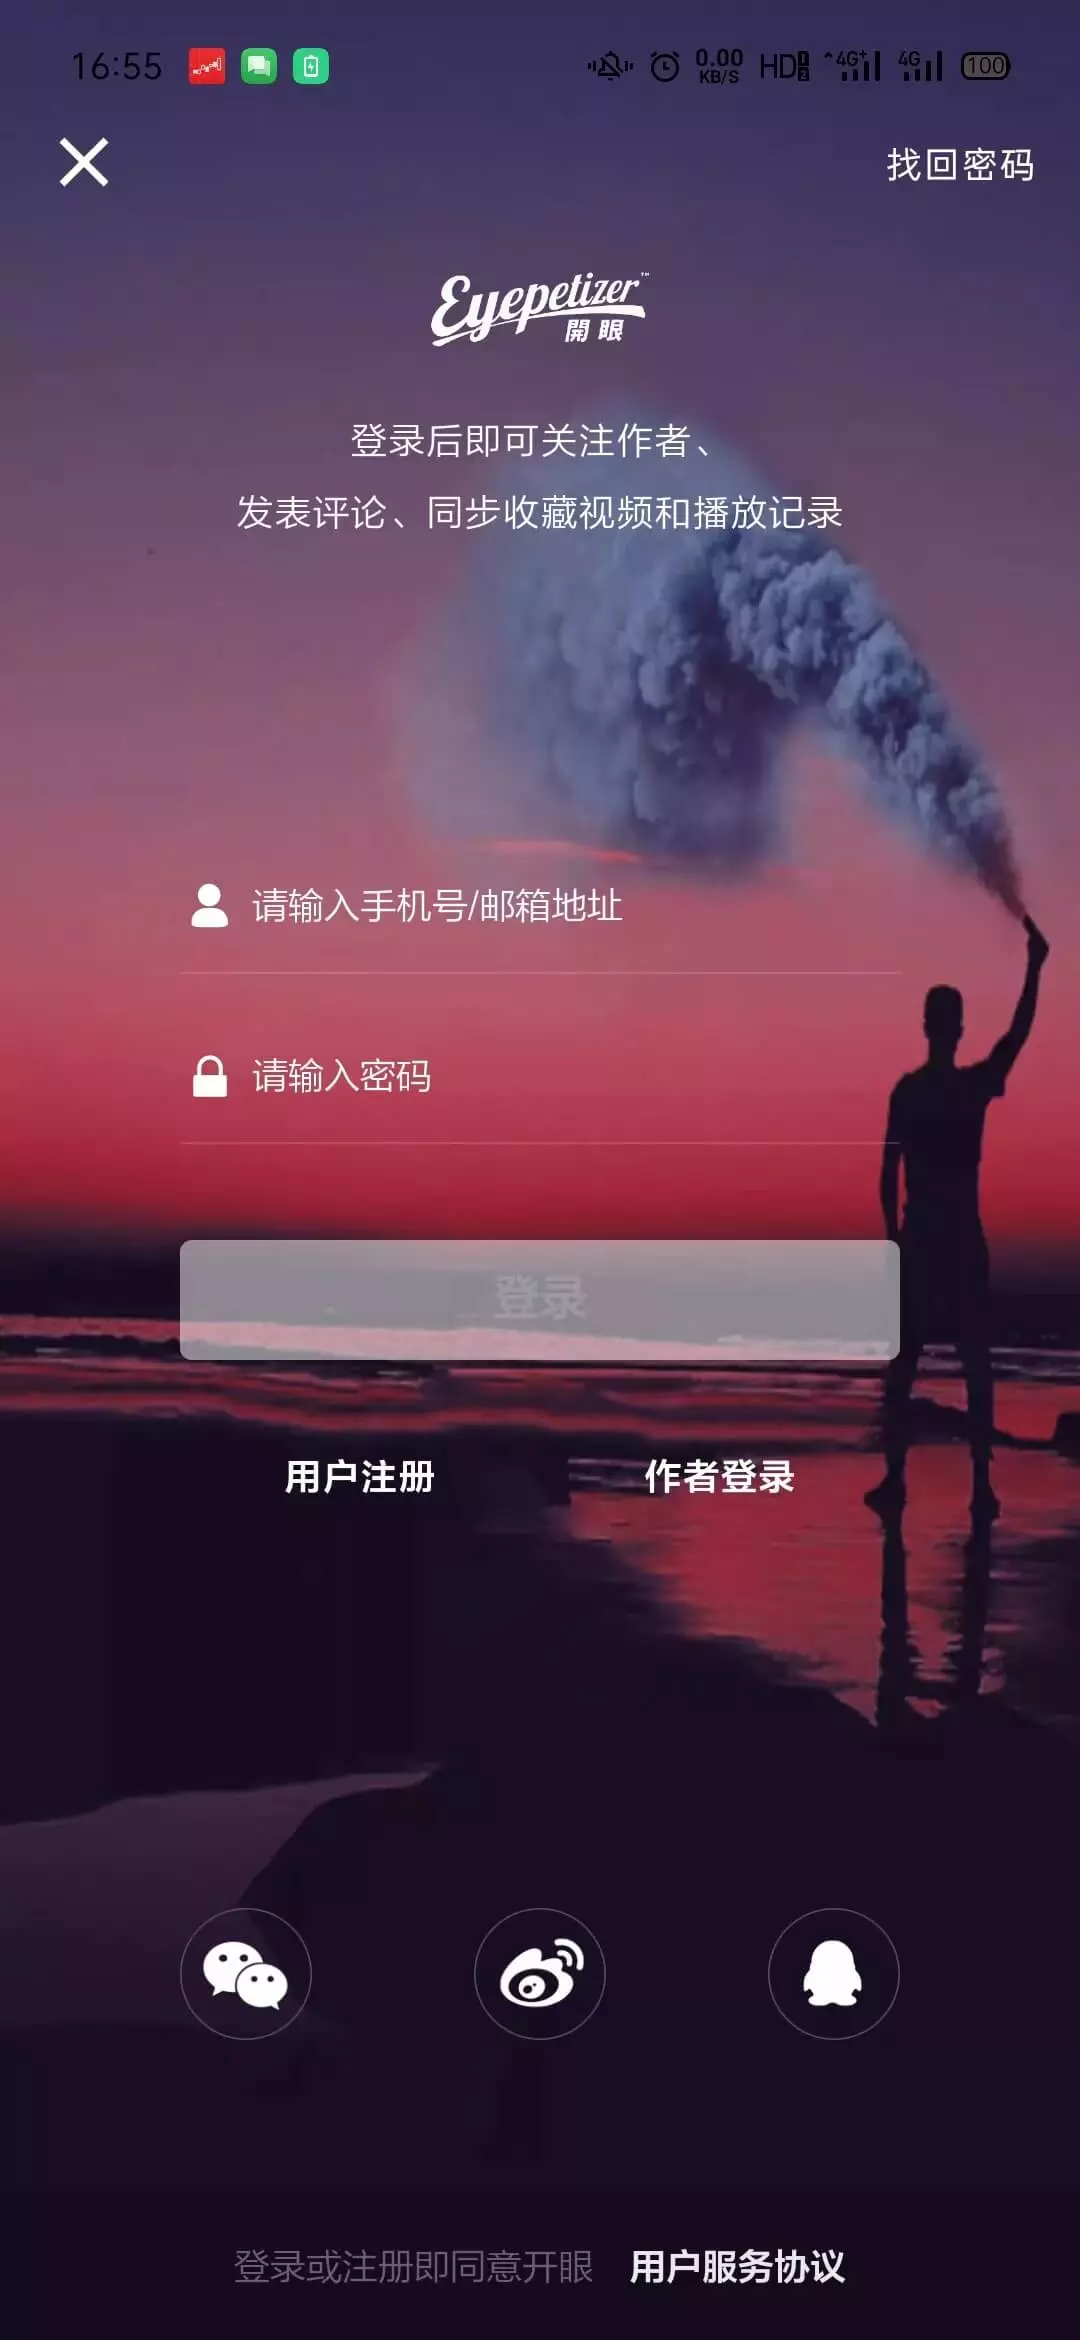 16:55
0.00
KB/S
HD
1
2
4G+
4G
100
找回密码
Eyepetizer™
開眼
登录后即可关注作者、
发表评论、同步收藏视频和播放记录
请输入手机号/邮箱地址
请输入密码
登录
用户注册
作者登录
登录或注册即同意开眼 用户服务协议